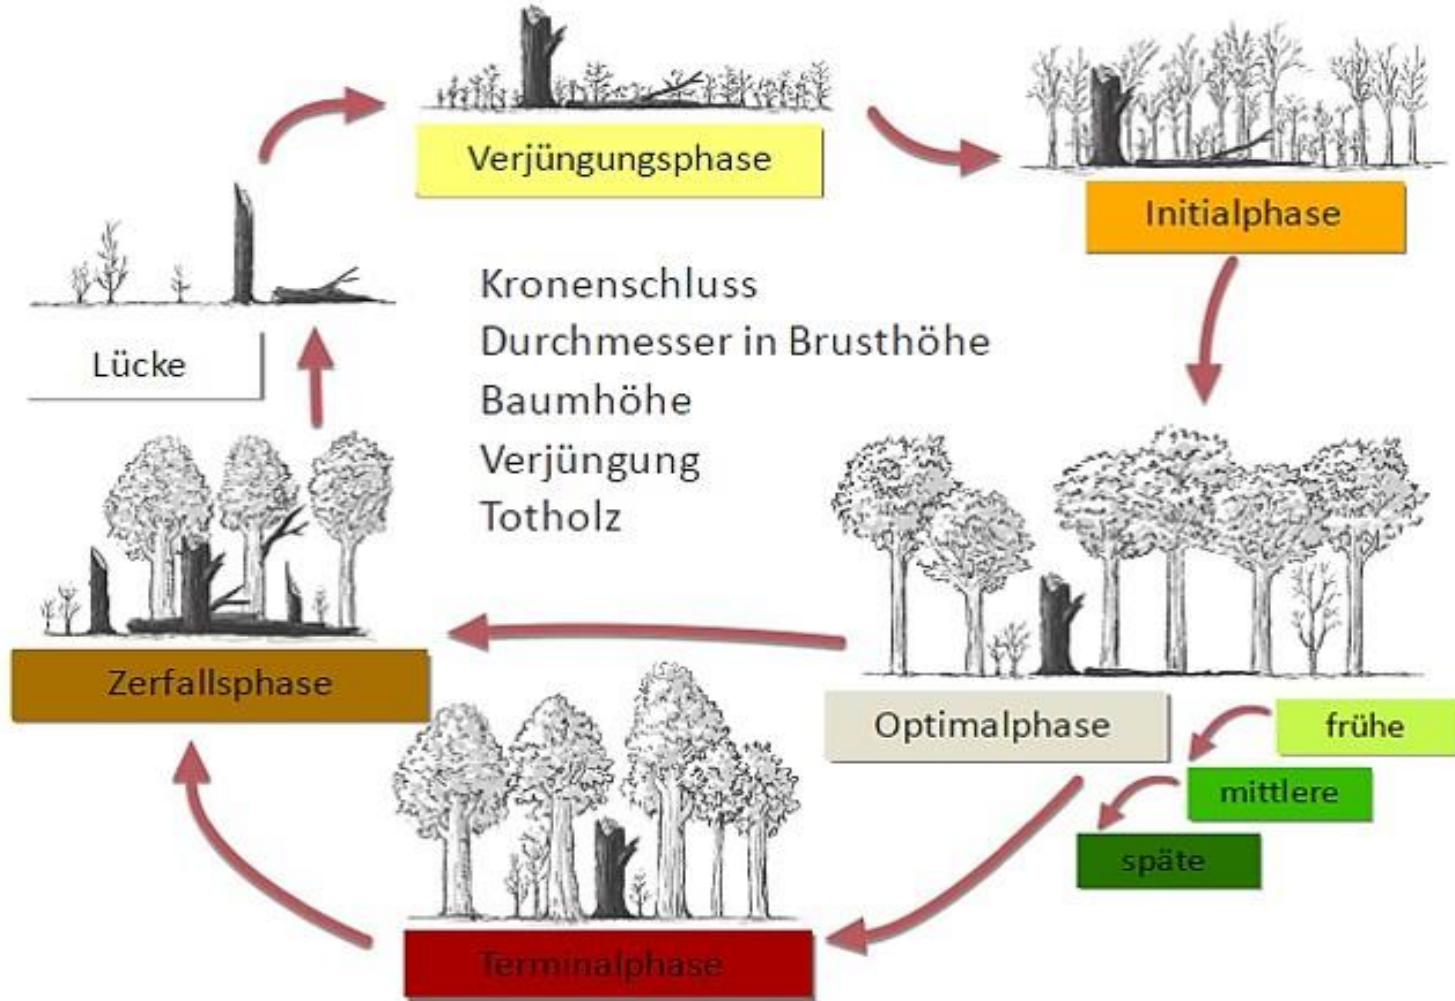 Verjüngungsphase
Initialphase
Lücke
Kronenschluss
Durchmesser in Brusthöhe
Baumhöhe
Verjüngung
Totholz
Zerfallsphase
Optimalphase
frühe
mittlere
späte
Terminalphase